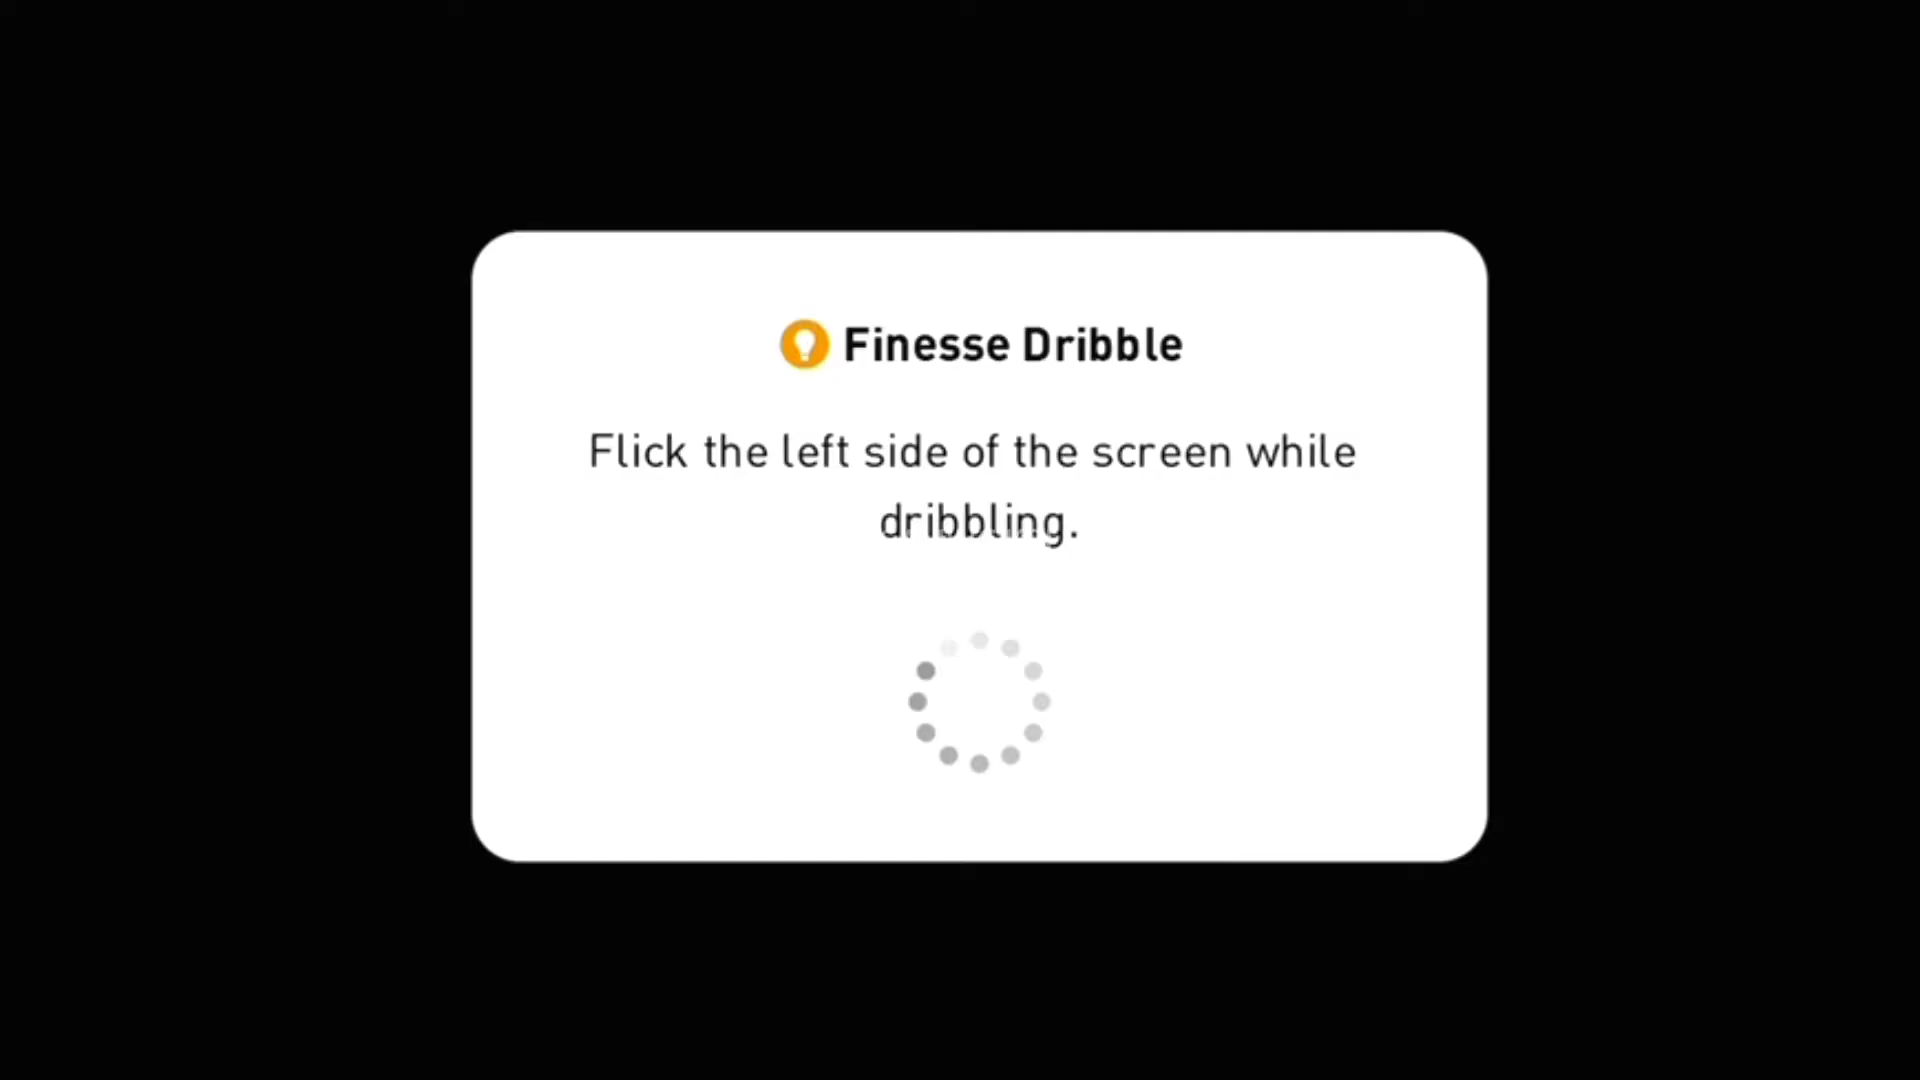 Finesse Dribble
Flick the left side of the screen while
dribbling.